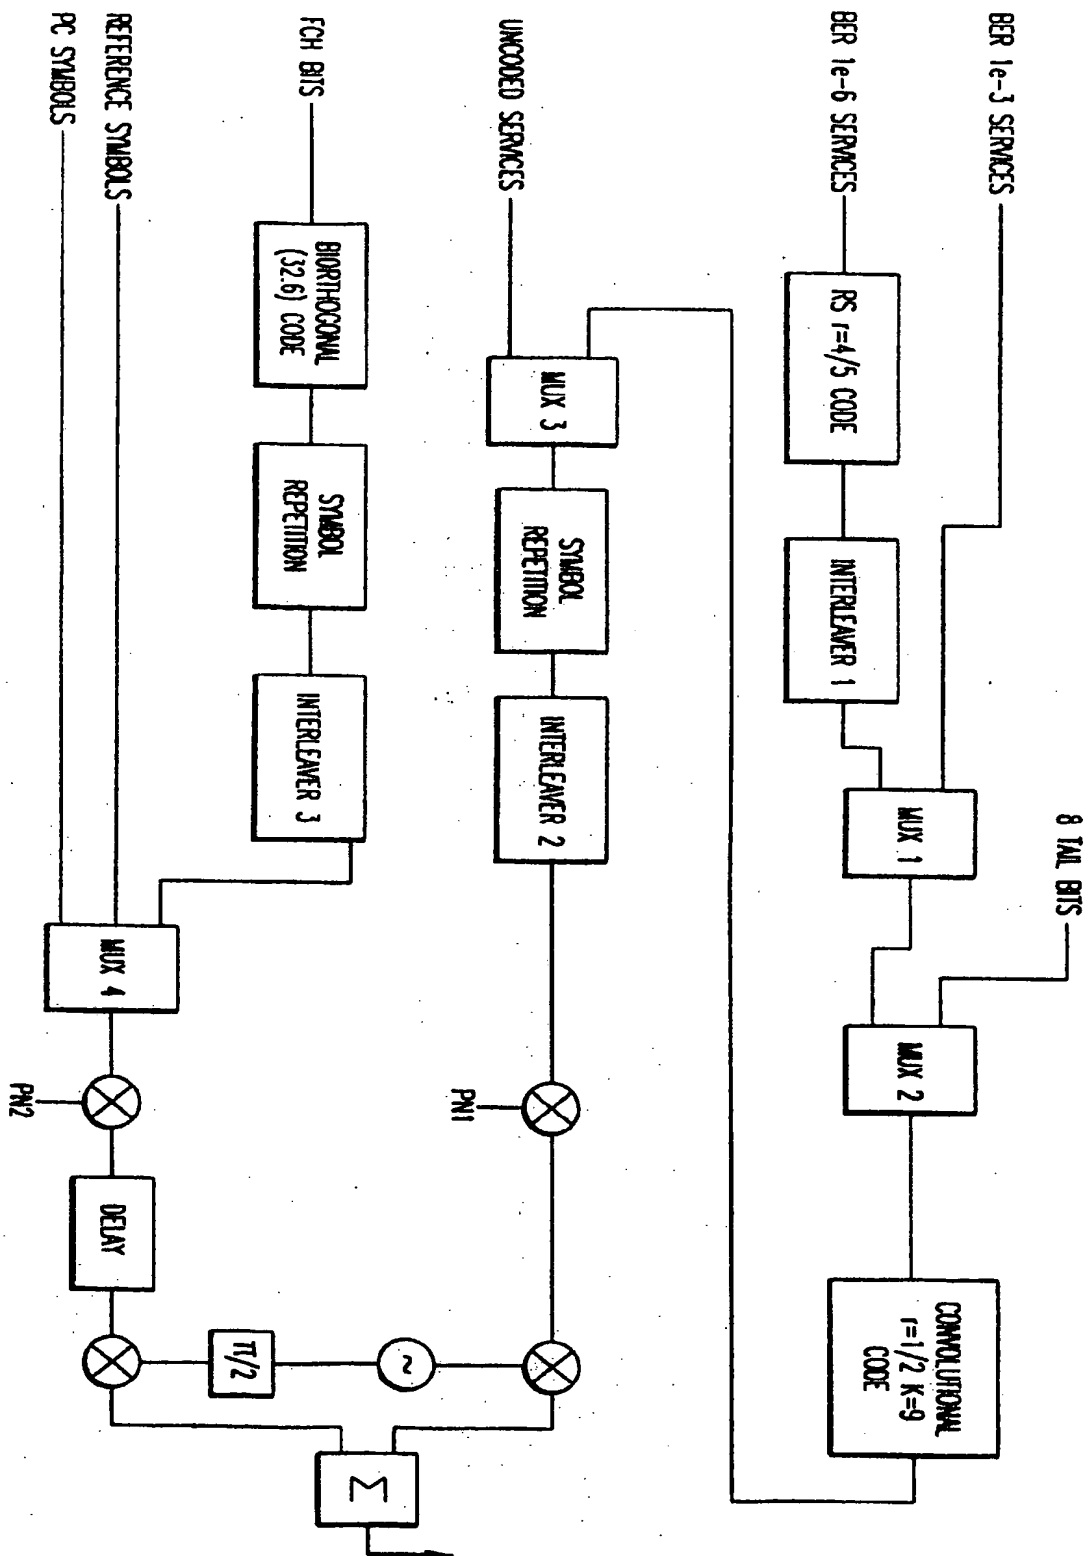 BER 1e-3 SERVICES
8 TAIL BITS
BER 1e-6 SERVICES
RS r=4/5 CODE
INTERLEAVER 1
MUX 1
MUX 2
CONVOLUTIONAL
r=1/2 K=9
CODE
UNCODED SERVICES
MUX 3
SYMBOL
REPETITION
INTERLEAVER 2
PN1
~
FCH BITS
BIORTHOGONAL
(32.6) CODE
SYMBOL
REPETITION
INTERLEAVER 3
π/2
Σ
REFERENCE SYMBOLS
PC SYMBOLS
MUX 4
PN2
DELAY